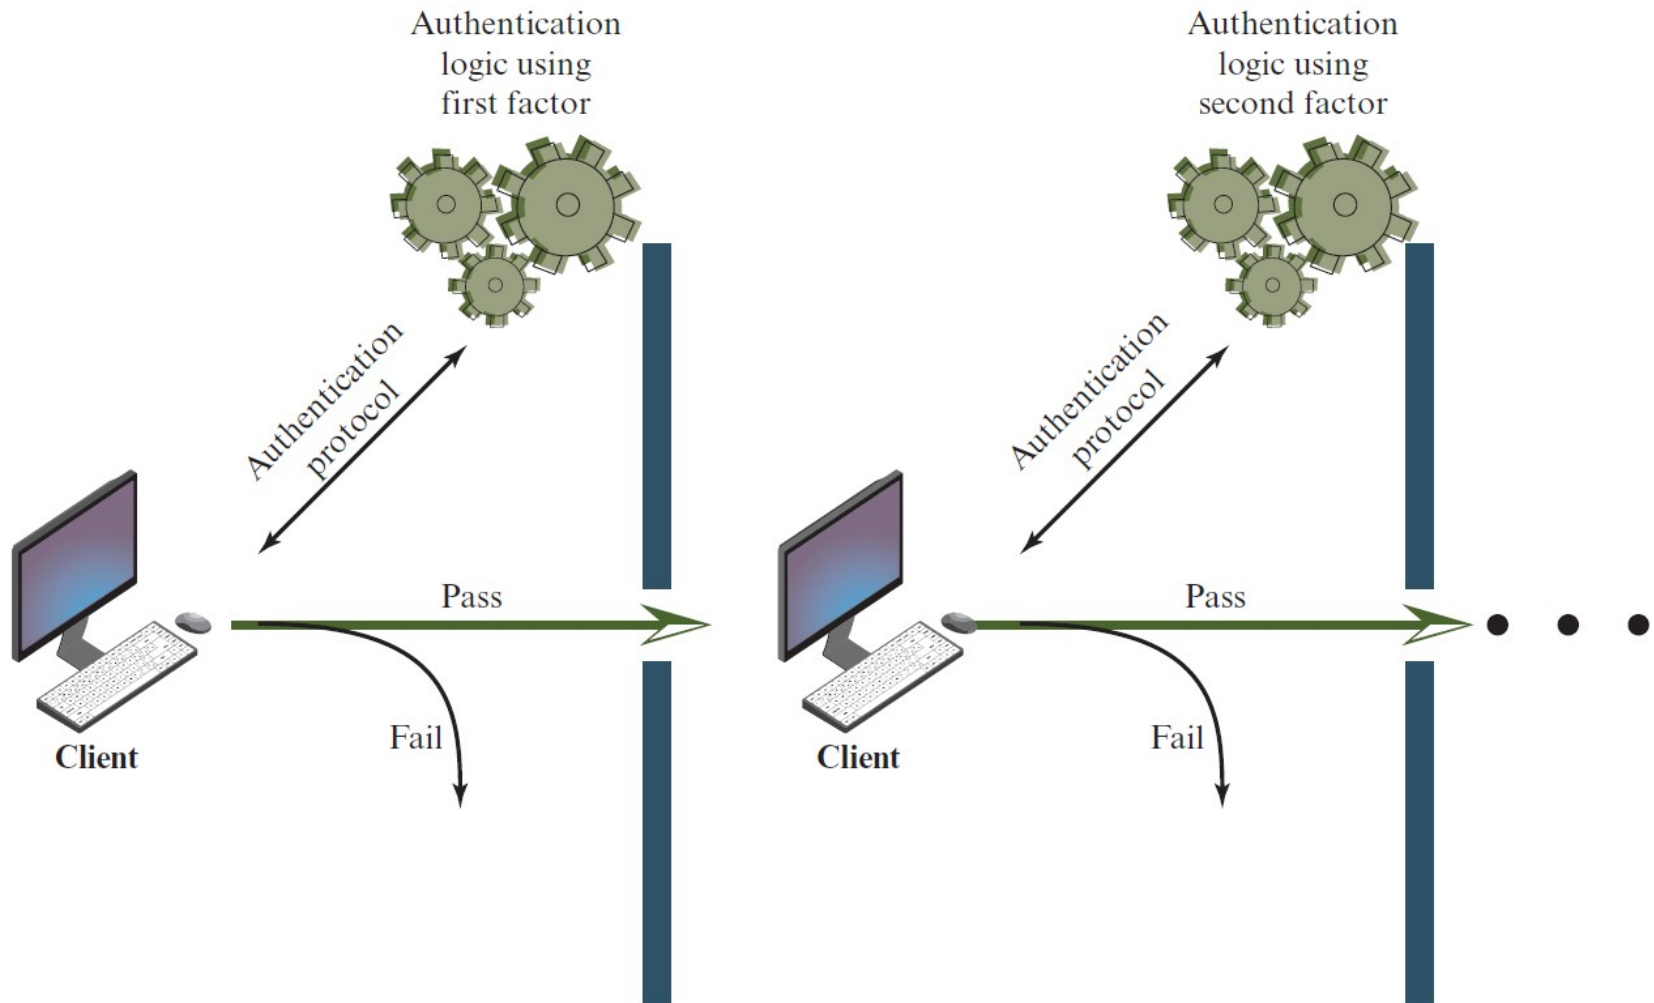 Authentication
logic using
first factor
Authentication
logic using
second factor
Authentication
protocol
Authentication
protocol
Pass
Pass
Fail
Fail
Client
Client